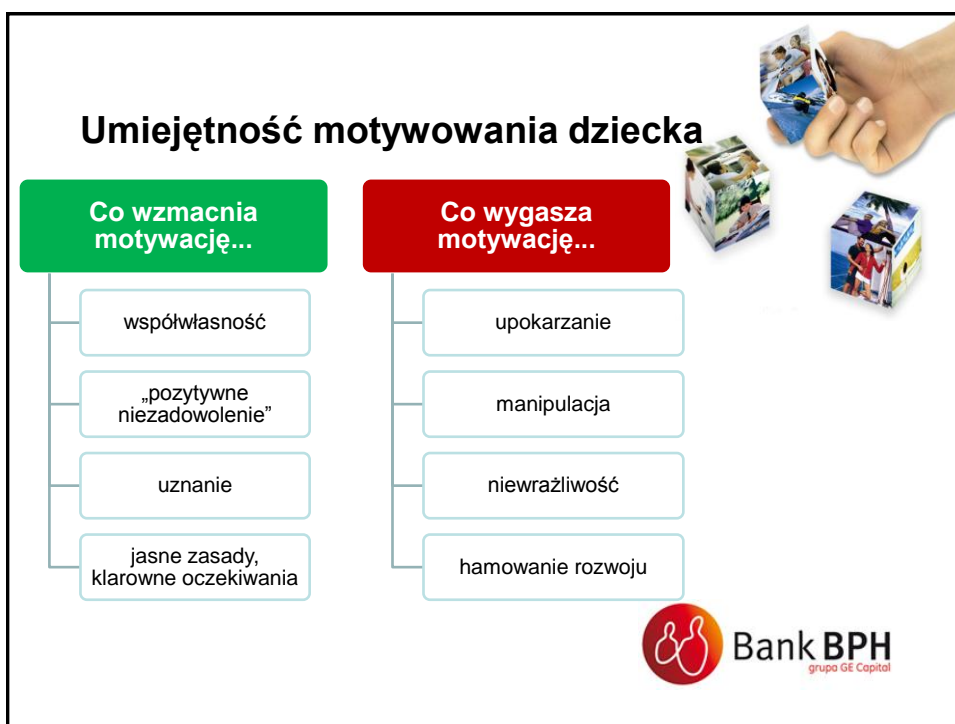 Umiejętność motywowania dziecka
Co wzmacnia
motywację...
współwłasność
„pozytywne
niezadowolenie”
uznanie
jasne zasady,
klarowne oczekiwania
Co wygasza
motywację...
upokarzanie
manipulacja
niewrażliwość
hamowanie rozwoju
Bank BPH
grupa GE Capital